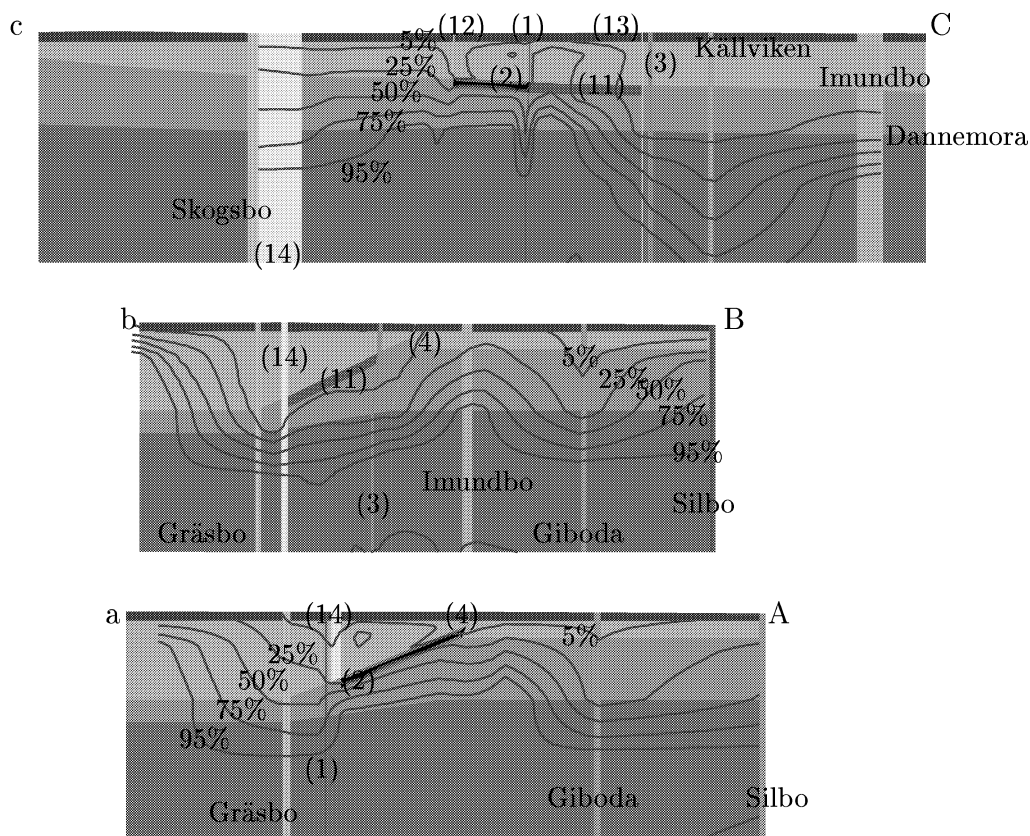 c (12) (1) (13) C
5% Källviken
25% (2) (11) (3) Imundbo
50%
75% Dannemora
95%
Skogsbo
(14)
b B
(14) (4) 5%
(11) 25% 50%
75%
95%
Imundbo
(3) Silbo
Gräsbo Giboda
a (14) (4) A
5%
25%
50% (2)
75%
95%
(1)
Giboda Silbo
Gräsbo